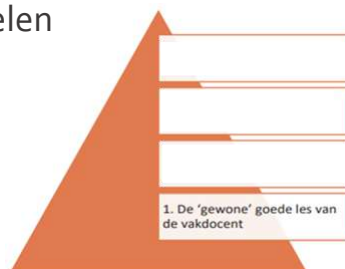 elen
1. De ‘gewone’ goede les van
de vakdocent